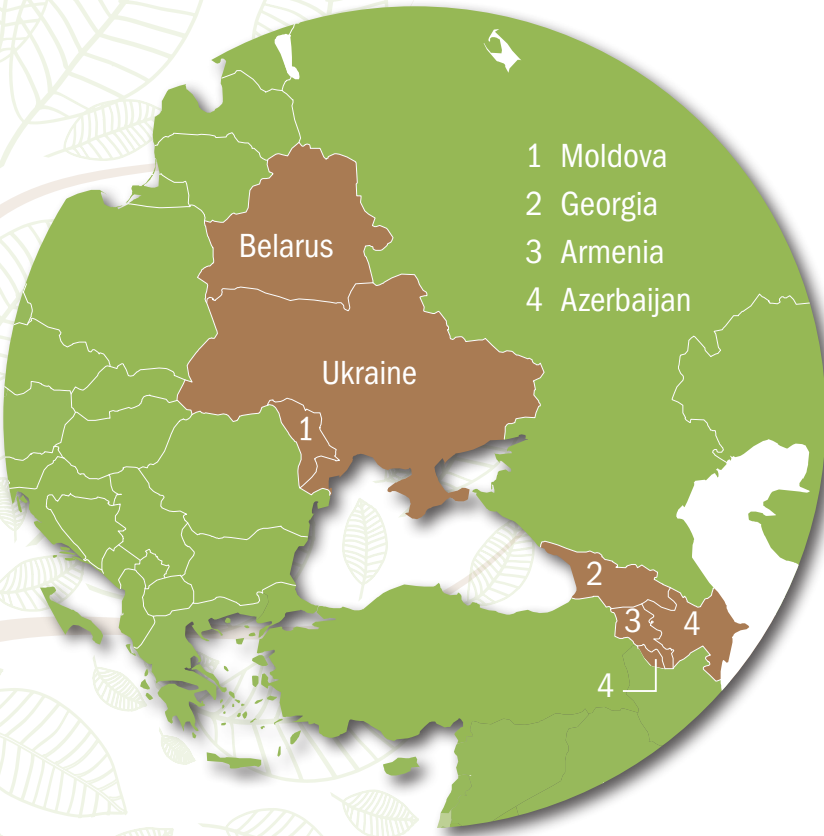 1 Moldova
2 Georgia
3 Armenia
4 Azerbaijan
Belarus
Ukraine
1
2
3
4
4